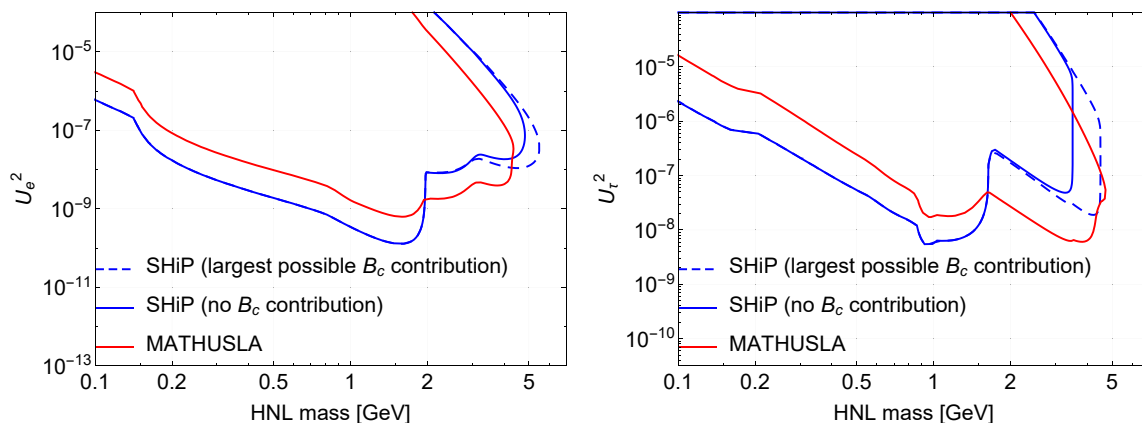 10^-5
10^-7
10^-9
10^-11
10^-13
U_e^2
SHiP (largest possible B_c contribution)
SHiP (no B_c contribution)
MATHUSLA
0.1 0.2 0.5 1 2 5
HNL mass [GeV]
10^-5
10^-6
10^-7
10^-8
10^-9
10^-10
U_τ^2
SHiP (largest possible B_c contribution)
SHiP (no B_c contribution)
MATHUSLA
0.1 0.2 0.5 1 2 5
HNL mass [GeV]